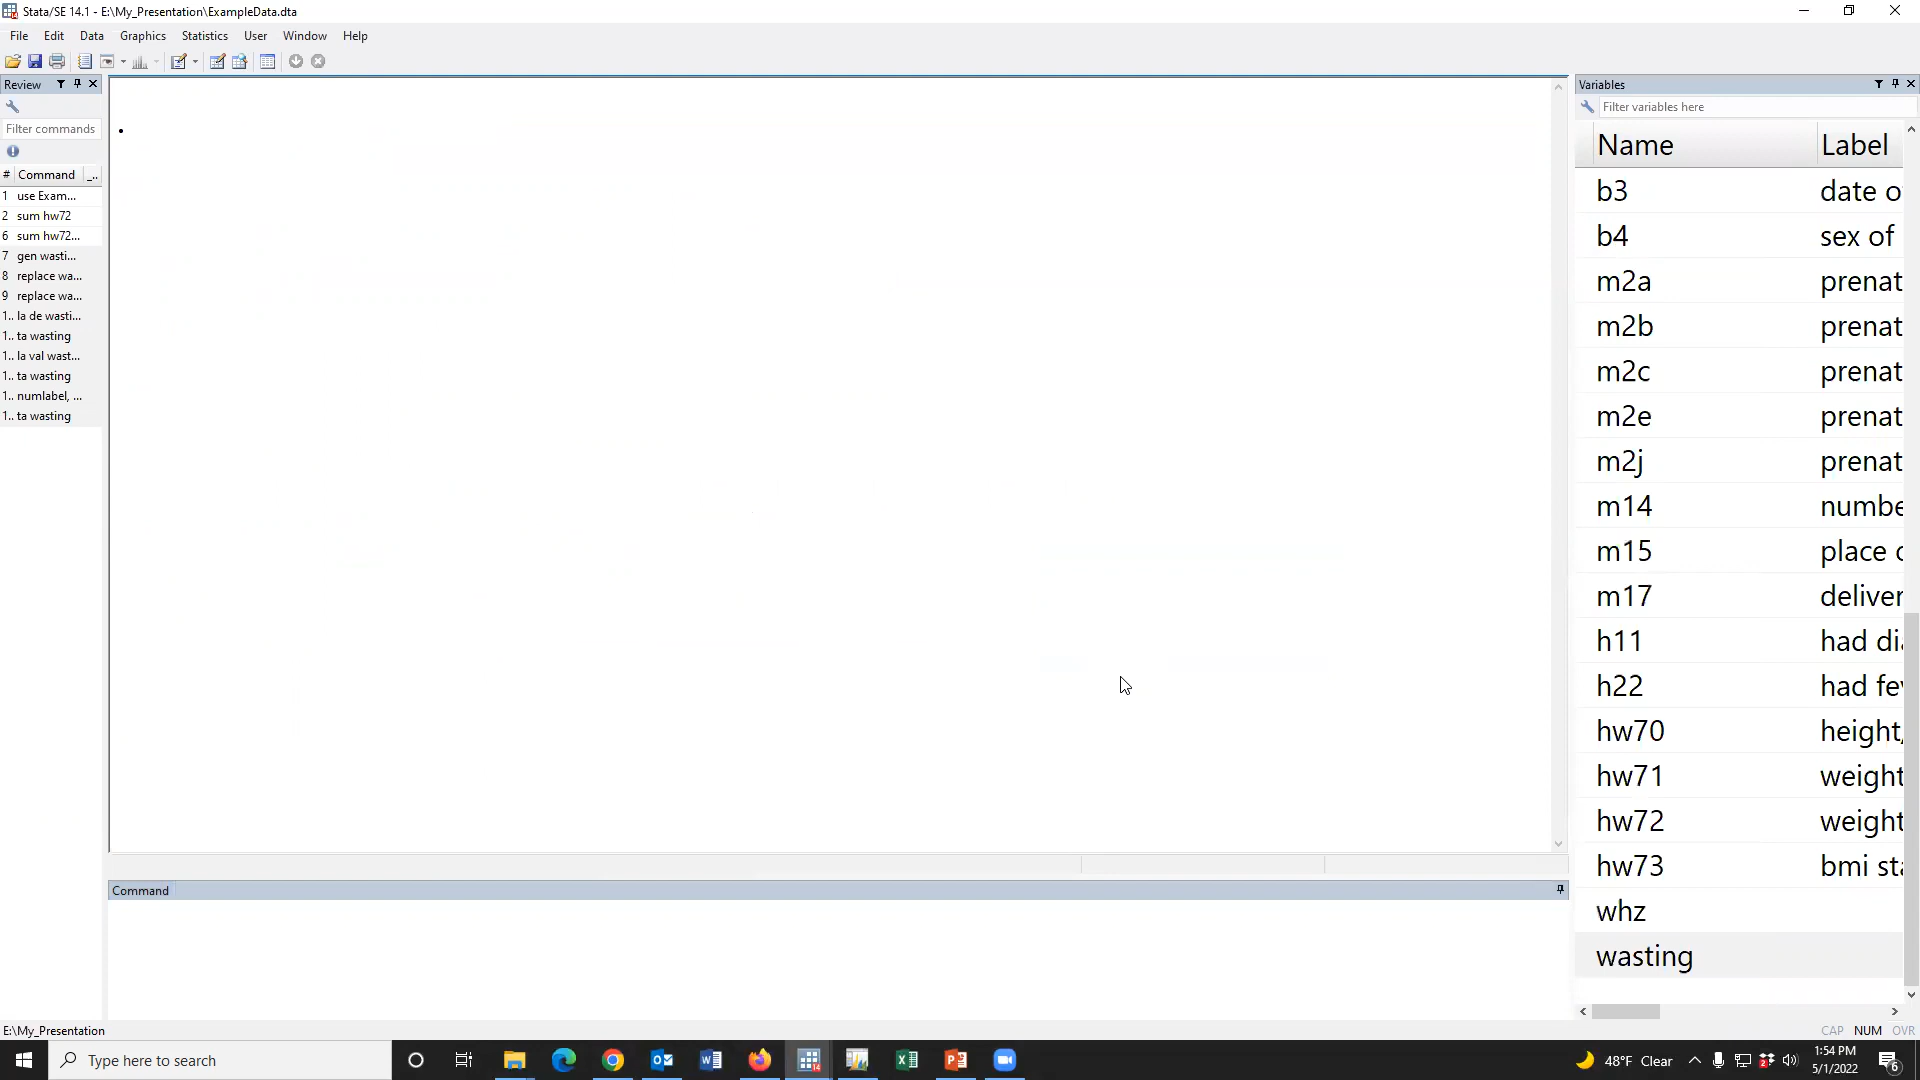 Stata/SE 14.1 - E:\My_Presentation\ExampleData.dta
File Edit Data Graphics Statistics User Window Help
Review
Filter commands
# Command _..
1 use Exam...
2 sum hw72
6 sum hw72...
7 gen wasti...
8 replace wa...
9 replace wa...
1.. la de wasti...
1.. ta wasting
1.. la val wast...
1.. ta wasting
1.. numlabel, ...
1.. ta wasting
.
Command
Variables
Filter variables here
Name Label
b3 date o
b4 sex of
m2a prenat
m2b prenat
m2c prenat
m2e prenat
m2j prenat
m14 numbe
m15 place o
m17 deliver
h11 had dia
h22 had fev
hw70 height,
hw71 weight
hw72 weight
hw73 bmi sta
whz
wasting
E:\My_Presentation
CAP NUM OVR
Type here to search
48°F Clear
1:54 PM
5/1/2022
6